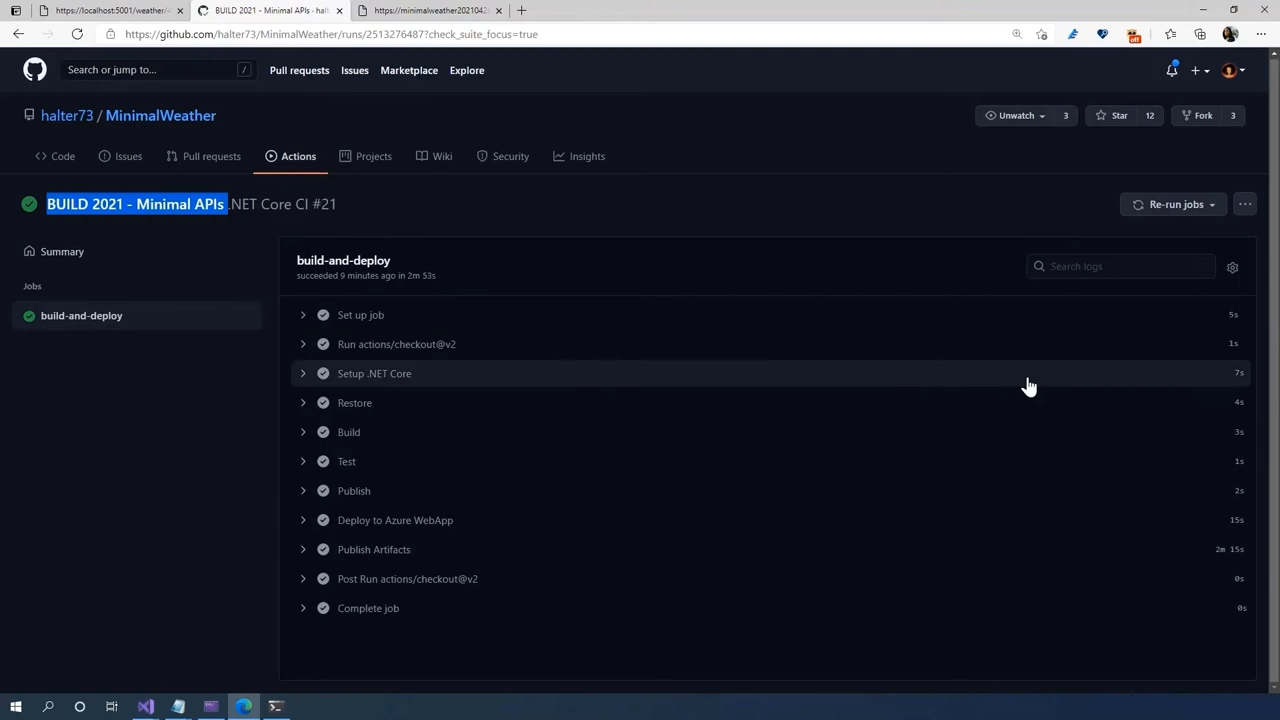 https://localhost:5001/weather/4
BUILD 2021 - Minimal APIs · halt
https://minimalweather20210428
https://github.com/halter73/MinimalWeather/runs/2513276487?check_suite_focus=true
off
Search or jump to...
/
Pull requests
Issues
Marketplace
Explore
halter73 / MinimalWeather
Unwatch
3
Star
12
Fork
3
Code
Issues
Pull requests
Actions
Projects
Wiki
Security
Insights
BUILD 2021 - Minimal APIs .NET Core CI #21
Re-run jobs
Summary
Jobs
build-and-deploy
build-and-deploy
succeeded 9 minutes ago in 2m 53s
Search logs
Set up job 5s
Run actions/checkout@v2 1s
Setup .NET Core 7s
Restore 4s
Build 3s
Test 1s
Publish 2s
Deploy to Azure WebApp 15s
Publish Artifacts 2m 15s
Post Run actions/checkout@v2 0s
Complete job 0s